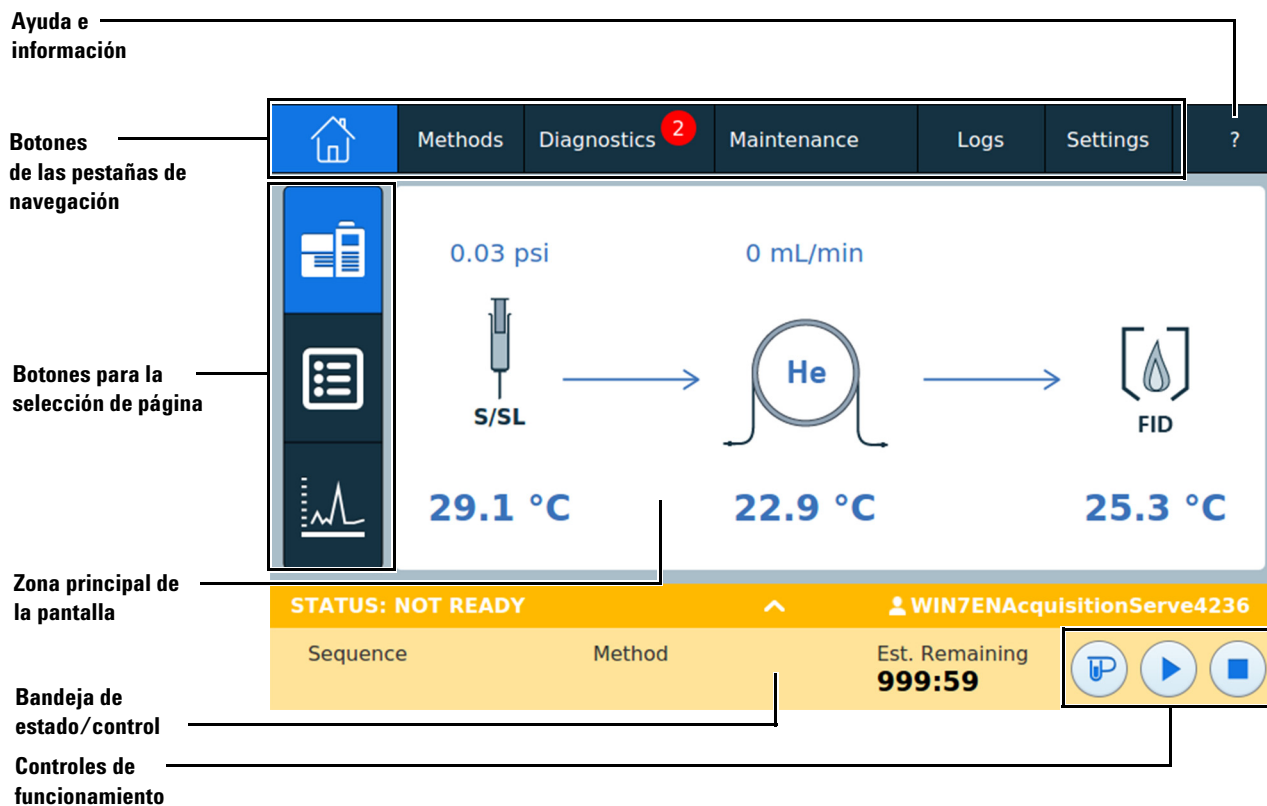 Ayuda e
información
Botones
de las pestañas de
navegación
Methods Diagnostics 2 Maintenance Logs Settings ?
0.03 psi 0 mL/min
He
S/SL
FID
Botones para la
selección de página
29.1 °C 22.9 °C 25.3 °C
Zona principal de
la pantalla
STATUS: NOT READY WIN7ENAcquisitionServe4236
Sequence Method Est. Remaining
999:59
Bandeja de
estado/control
Controles de
funcionamiento